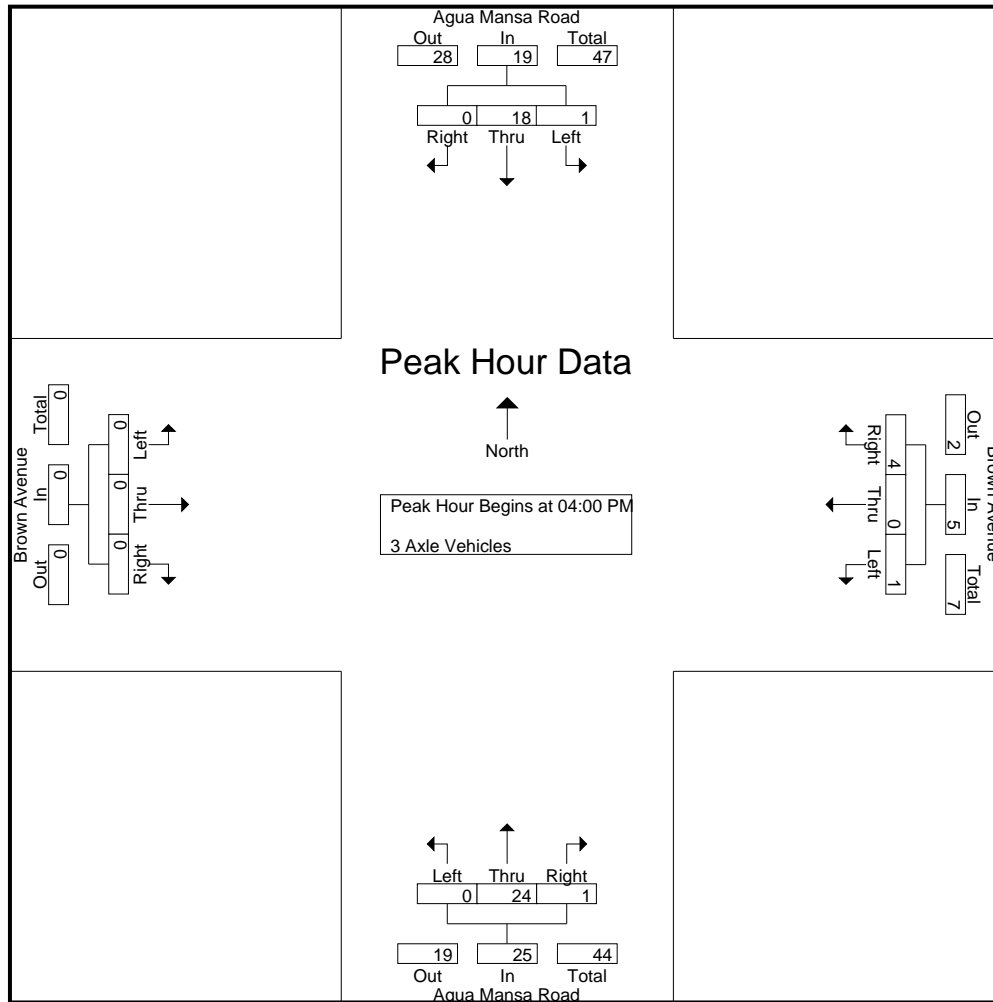 Agua Mansa Road
Out In Total
28 19 47
0 18 1
Right Thru Left
Peak Hour Data
North
Peak Hour Begins at 04:00 PM
3 Axle Vehicles
Brown Avenue
Total In Out
0 0 0
0 0 0
Left Thru Right
Right Thru Left
4 0 1
Out In Total
2 5 7
Brown Avenue
Left Thru Right
0 24 1
19 25 44
Out In Total
Agua Mansa Road